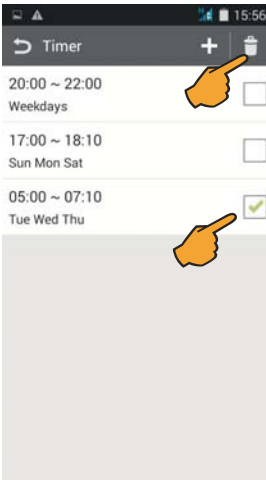 15:56
Timer
20:00 ~ 22:00
Weekdays
17:00 ~ 18:10
Sun Mon Sat
05:00 ~ 07:10
Tue Wed Thu